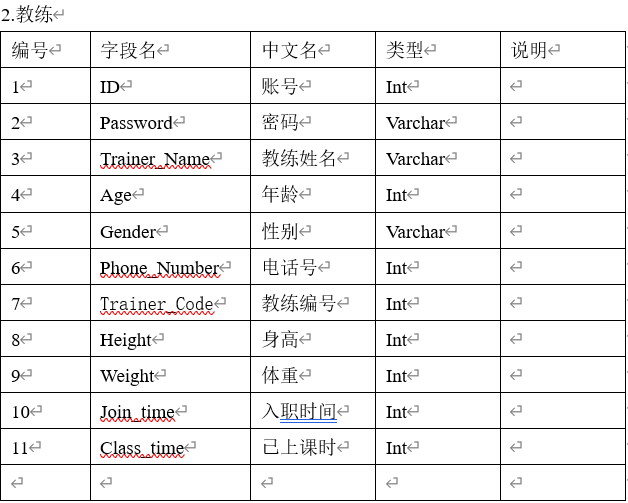 2.教练
编号 字段名 中文名 类型 说明
1 ID 账号 Int
2 Password 密码 Varchar
3 Trainer_Name 教练姓名 Varchar
4 Age 年龄 Int
5 Gender 性别 Varchar
6 Phone_Number 电话号 Int
7 Trainer_Code 教练编号 Int
8 Height 身高 Int
9 Weight 体重 Int
10 Join_time 入职时间 Int
11 Class_time 已上课时 Int